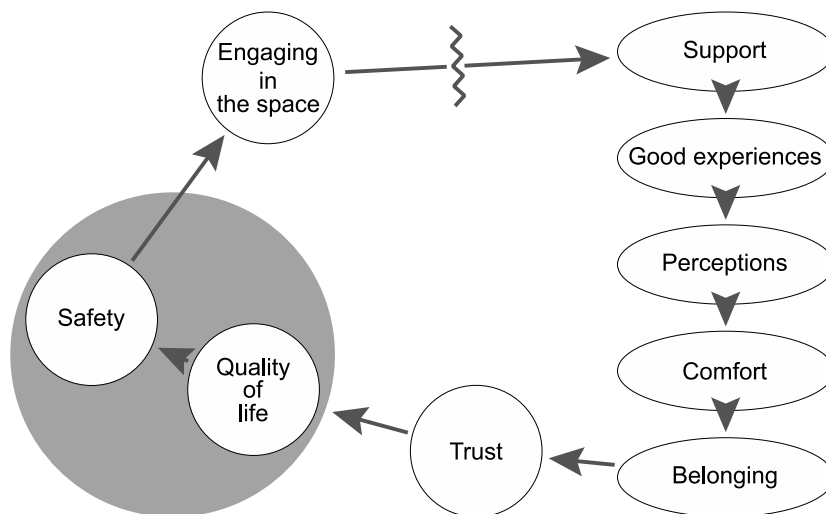 Engaging
in
the space
Support
Good experiences
Perceptions
Comfort
Belonging
Trust
Quality
of
life
Safety